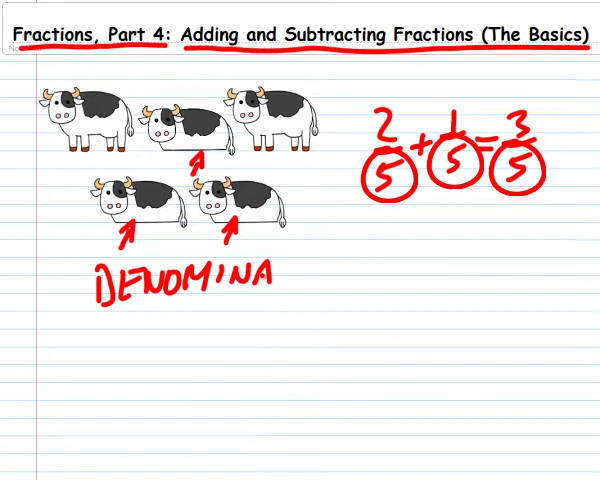 Fractions, Part 4: Adding and Subtracting Fractions (The Basics)
2/5 + 1/5 = 3/5
DENOMINA